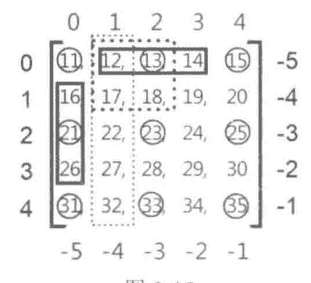 0 1 2 3 4
0 11, 12, 13, 14, 15 -5
1 16, 17, 18, 19, 20 -4
2 21, 22, 23, 24, 25 -3
3 26, 27, 28, 29, 30 -2
4 31, 32, 33, 34, 35 -1
-5 -4 -3 -2 -1